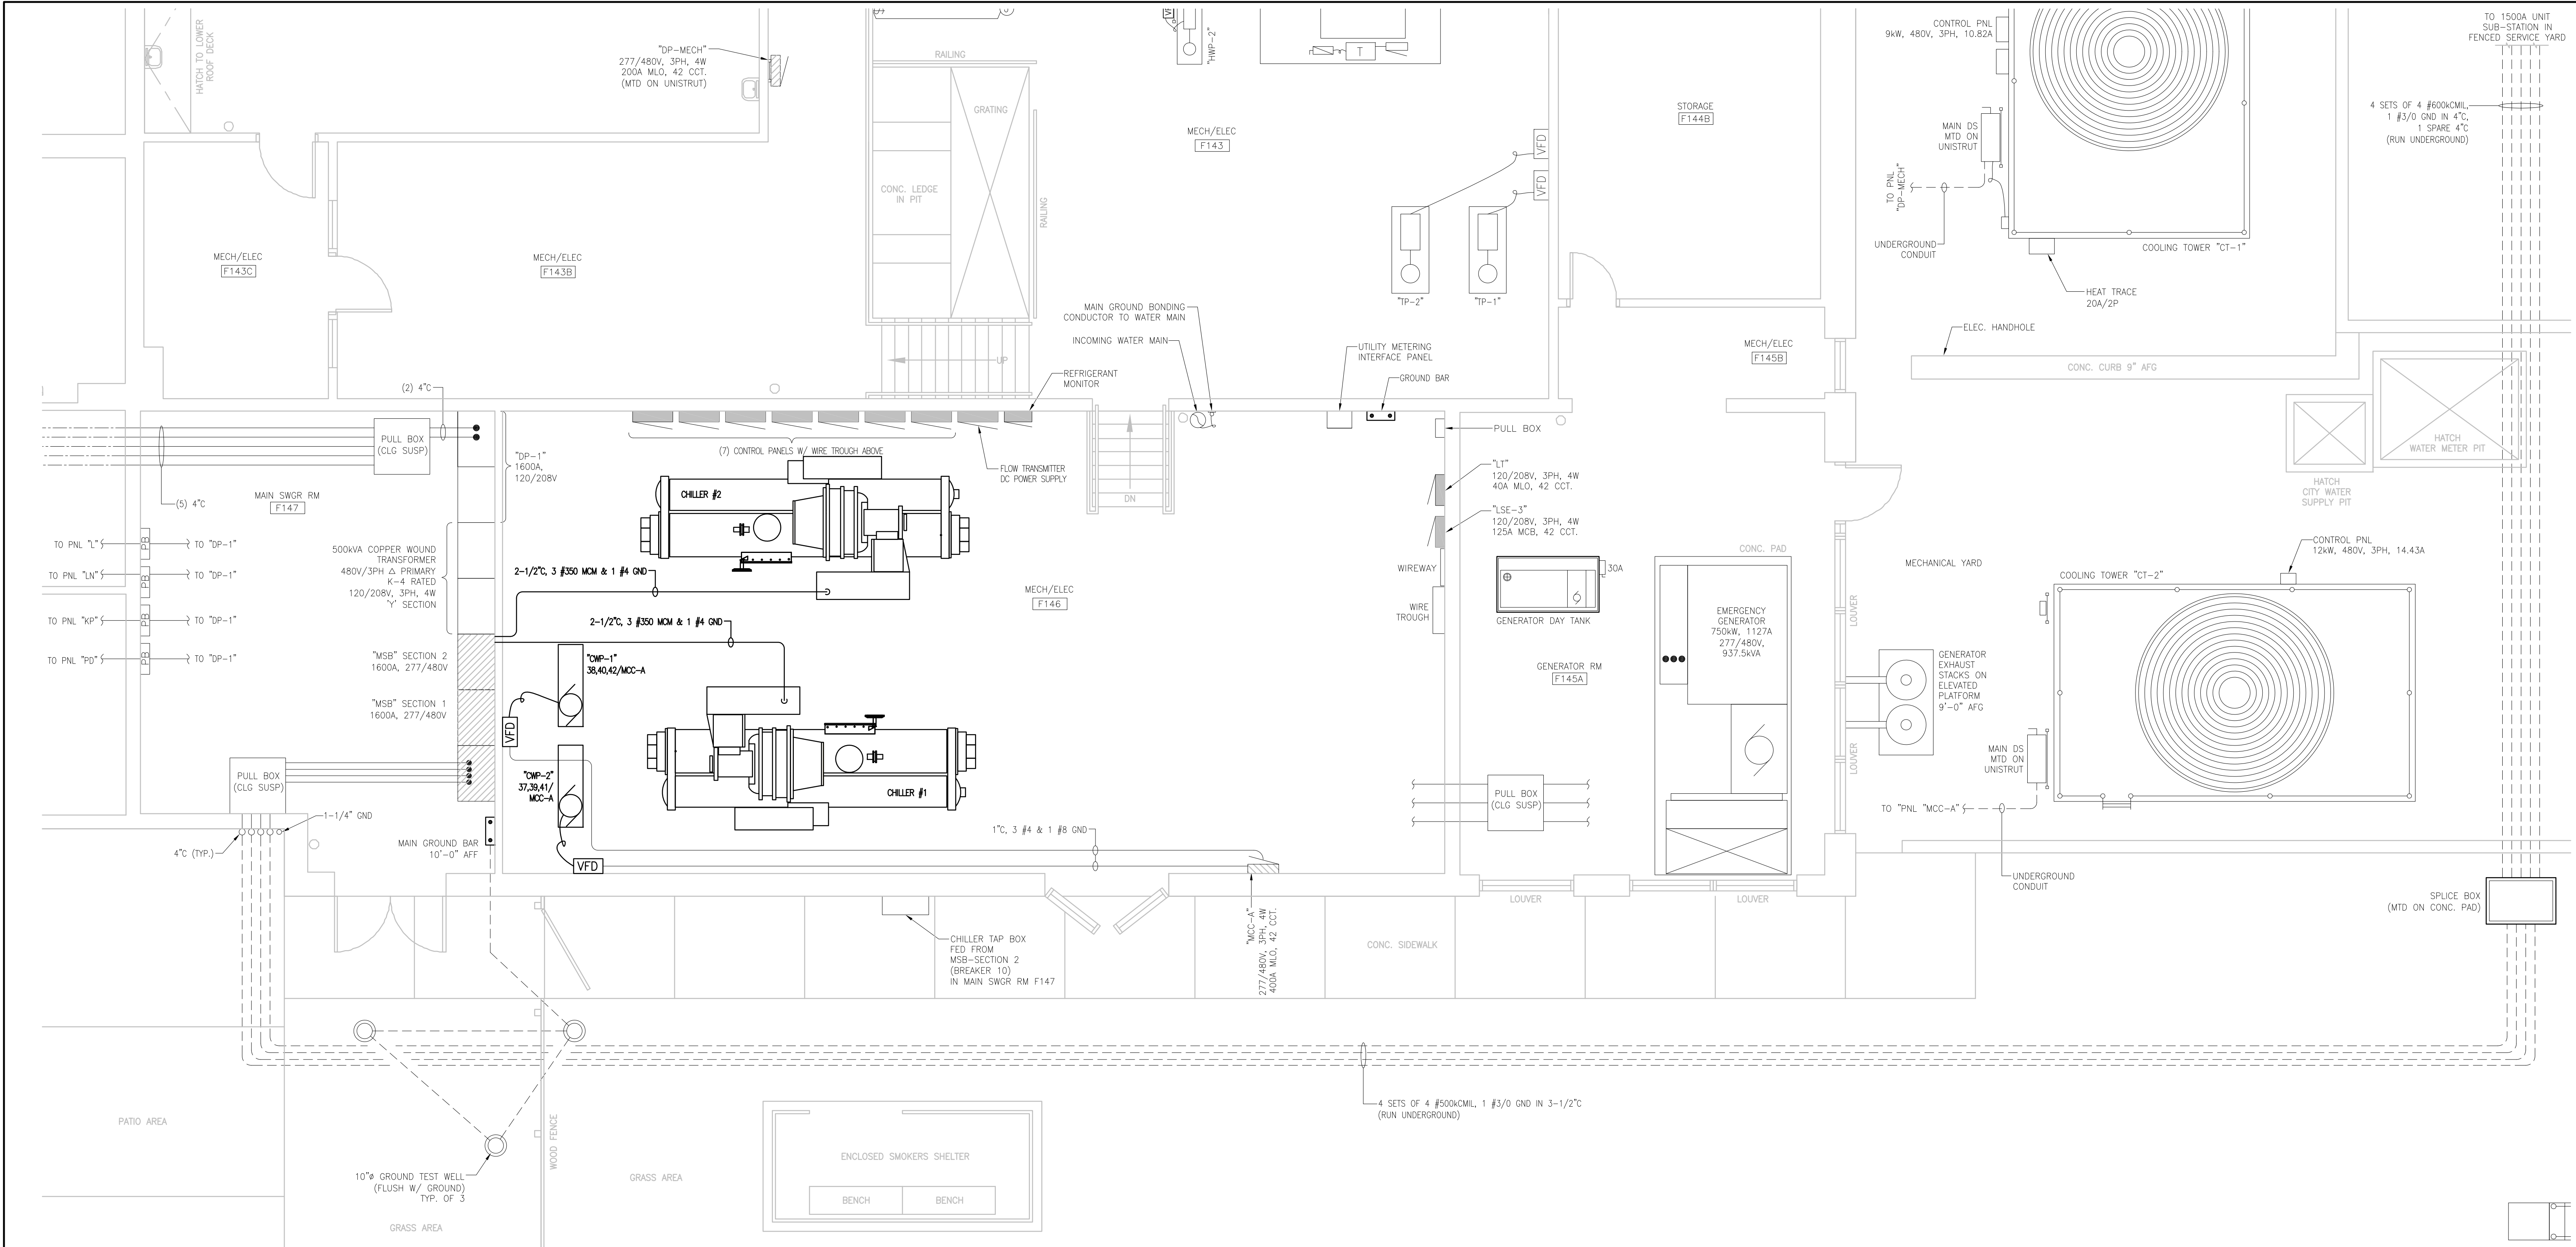 HATCH TO LOWER
ROOF DECK
"DP-MECH"
277/480V, 3PH, 4W
200A MLO, 42 CCT.
(MTD ON UNISTRUT)
RAILING
GRATING
CONC. LEDGE
IN PIT
RAILING
UP
VFD
"HWP-2"
T
MECH/ELEC
F143
VFD
VFD
"TP-2"
"TP-1"
STORAGE
F144B
CONTROL PNL
9kW, 480V, 3PH, 10.82A
MAIN DS
MTD ON
UNISTRUT
TO PNL
"DP-MECH"
UNDERGROUND
CONDUIT
COOLING TOWER "CT-1"
HEAT TRACE
20A/2P
TO 1500A UNIT
SUB-STATION IN
FENCED SERVICE YARD
4 SETS OF 4 #600kCMIL,
1 #3/0 GND IN 4"C,
1 SPARE 4"C
(RUN UNDERGROUND)
MECH/ELEC
F143C
MECH/ELEC
F143B
MAIN GROUND BONDING
CONDUCTOR TO WATER MAIN
INCOMING WATER MAIN
REFRIGERANT
MONITOR
UTILITY METERING
INTERFACE PANEL
GROUND BAR
MECH/ELEC
F145B
ELEC. HANDHOLE
CONC. CURB 9" AFG
HATCH
WATER METER PIT
HATCH
CITY WATER
SUPPLY PIT
(2) 4"C
PULL BOX
(CLG SUSP)
(5) 4"C
MAIN SWGR RM
F147
"DP-1"
1600A,
120/208V
(7) CONTROL PANELS W/ WIRE TROUGH ABOVE
FLOW TRANSMITTER
DC POWER SUPPLY
DN
PULL BOX
"LT"
120/208V, 3PH, 4W
40A MLO, 42 CCT.
"LSE-3"
120/208V, 3PH, 4W
125A MCB, 42 CCT.
WIREWAY
WIRE
TROUGH
CHILLER #2
TO PNL "L"
PB
TO "DP-1"
TO PNL "LN"
PB
TO "DP-1"
TO PNL "KP"
PB
TO "DP-1"
TO PNL "PD"
PB
TO "DP-1"
500kVA COPPER WOUND
TRANSFORMER
480V/3PH Δ PRIMARY
K-4 RATED
120/208V, 3PH, 4W
'Y' SECTION
2-1/2"C, 3 #350 MCM & 1 #4 GND
2-1/2"C, 3 #350 MCM & 1 #4 GND
MECH/ELEC
F146
30A
GENERATOR DAY TANK
CONC. PAD
EMERGENCY
GENERATOR
750kW, 1127A
277/480V,
937.5kVA
GENERATOR RM
F145A
LOUVER
MECHANICAL YARD
COOLING TOWER "CT-2"
CONTROL PNL
12kW, 480V, 3PH, 14.43A
"MSB" SECTION 2
1600A, 277/480V
"MSB" SECTION 1
1600A, 277/480V
"CWP-1"
38,40,42/MCC-A
VFD
"CWP-2"
37,39,41/
MCC-A
VFD
CHILLER #1
GENERATOR
EXHAUST
STACKS ON
ELEVATED
PLATFORM
9'-0" AFG
LOUVER
MAIN DS
MTD ON
UNISTRUT
TO "PNL "MCC-A"
UNDERGROUND
CONDUIT
PULL BOX
(CLG SUSP)
1-1/4" GND
4"C (TYP.)
MAIN GROUND BAR
10'-0" AFF
1"C, 3 #4 & 1 #8 GND
PULL BOX
(CLG SUSP)
LOUVER
LOUVER
SPLICE BOX
(MTD ON CONC. PAD)
CHILLER TAP BOX
FED FROM
MSB-SECTION 2
(BREAKER 10)
IN MAIN SWGR RM F147
"MCC-A"
277/480V, 3PH, 4W
400A MLO, 42 CCT.
CONC. SIDEWALK
4 SETS OF 4 #500kCMIL, 1 #3/0 GND IN 3-1/2"C
(RUN UNDERGROUND)
PATIO AREA
WOOD FENCE
10"ø GROUND TEST WELL
(FLUSH W/ GROUND)
TYP. OF 3
GRASS AREA
GRASS AREA
ENCLOSED SMOKERS SHELTER
BENCH
BENCH